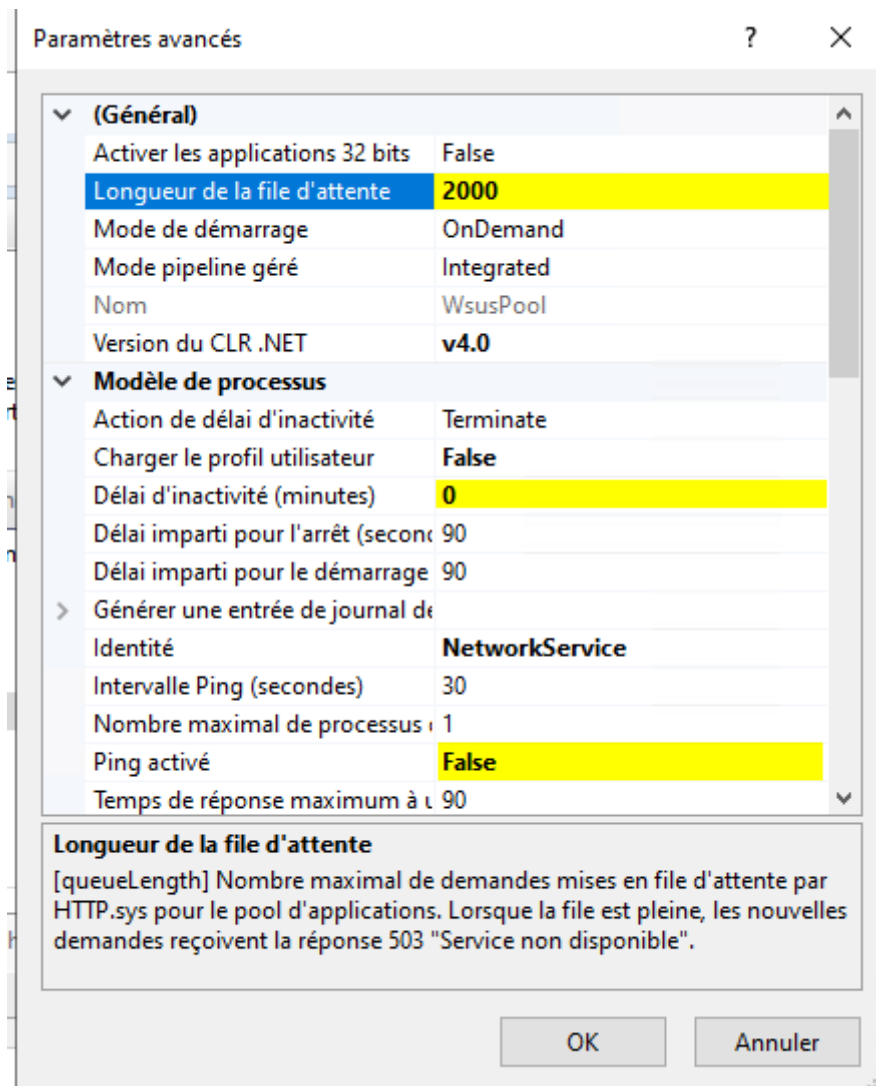 Paramètres avancés ? ×
(Général)
Activer les applications 32 bits False
Longueur de la file d'attente 2000
Mode de démarrage OnDemand
Mode pipeline géré Integrated
Nom WsusPool
Version du CLR .NET v4.0
Modèle de processus
Action de délai d'inactivité Terminate
Charger le profil utilisateur False
Délai d'inactivité (minutes) 0
Délai imparti pour l'arrêt (second 90
Délai imparti pour le démarrage 90
Générer une entrée de journal de
Identité NetworkService
Intervalle Ping (secondes) 30
Nombre maximal de processus 1
Ping activé False
Temps de réponse maximum à 90
Longueur de la file d'attente
[queueLength] Nombre maximal de demandes mises en file d'attente par
HTTP.sys pour le pool d'applications. Lorsque la file est pleine, les nouvelles
demandes reçoivent la réponse 503 "Service non disponible".
OK Annuler